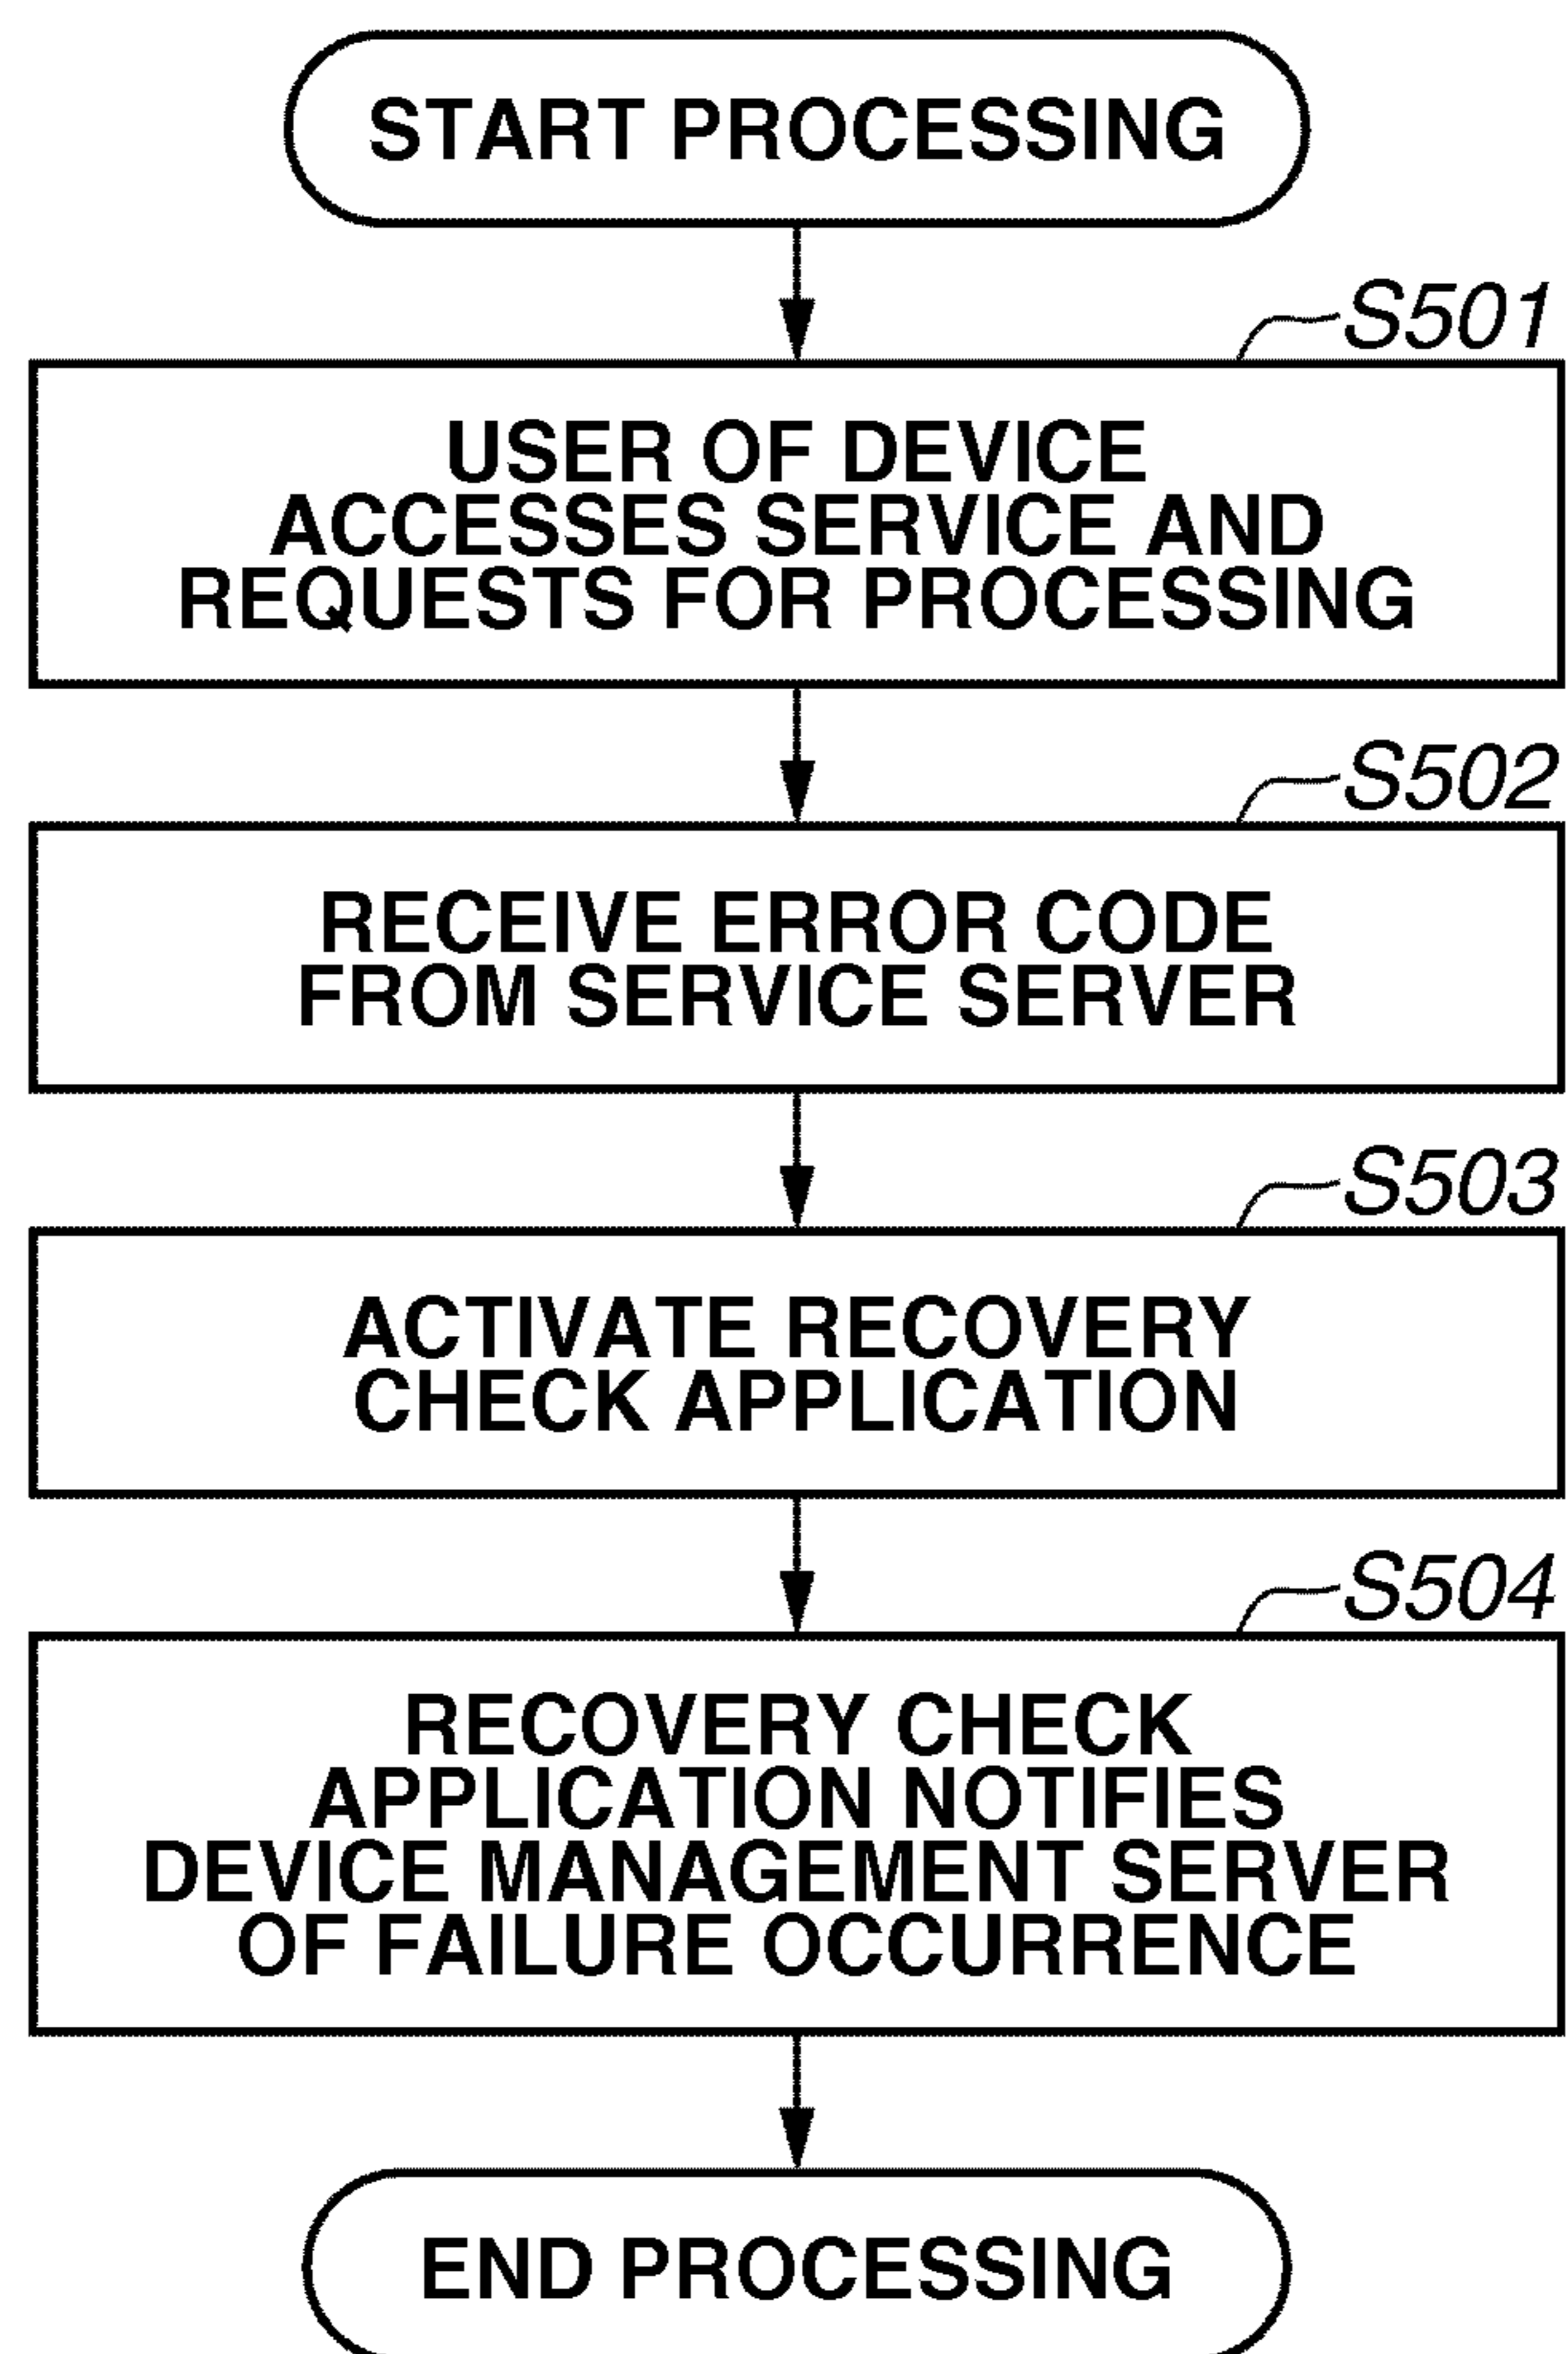 START PROCESSING
S501
USER OF DEVICE
ACCESSES SERVICE AND
REQUESTS FOR PROCESSING
S502
RECEIVE ERROR CODE
FROM SERVICE SERVER
S503
ACTIVATE RECOVERY
CHECK APPLICATION
S504
RECOVERY CHECK
APPLICATION NOTIFIES
DEVICE MANAGEMENT SERVER
OF FAILURE OCCURRENCE
END PROCESSING